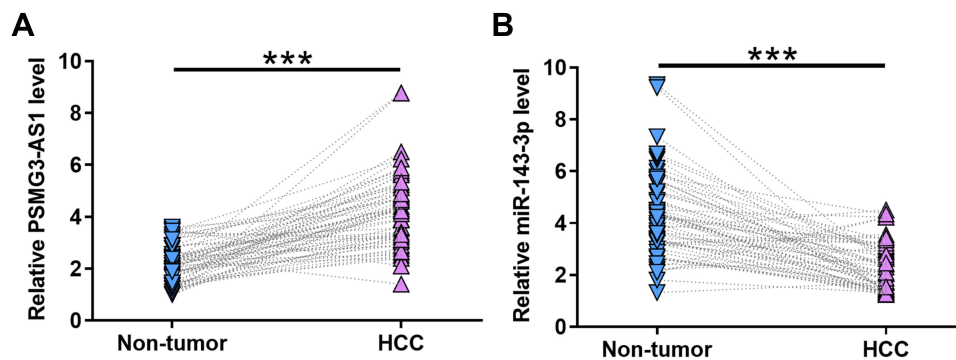 A
Relative PSMG3-AS1 level
10
8
6
4
2
0
***
Non-tumor
HCC
B
Relative miR-143-3p level
10
8
6
4
2
0
***
Non-tumor
HCC